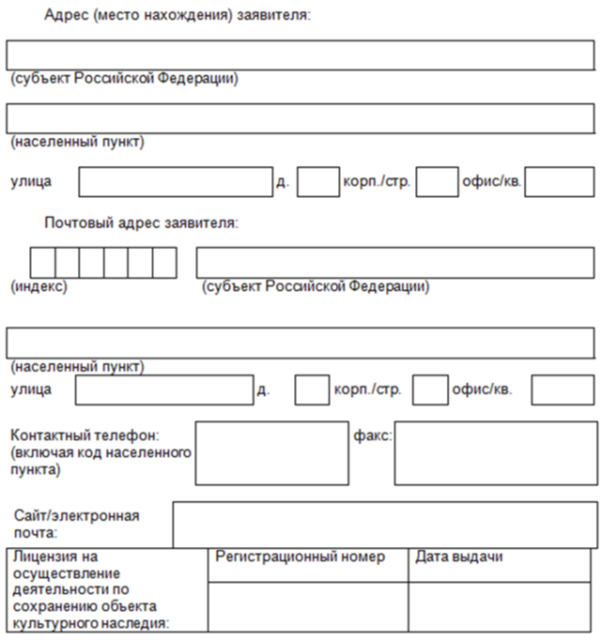 Адрес (место нахождения) заявителя:
(субъект Российской Федерации)
(населенный пункт)
улица д. корп./стр. офис/кв.
Почтовый адрес заявителя:
(индекс) (субъект Российской Федерации)
(населенный пункт)
улица д. корп./стр. офис/кв.
Контактный телефон: факс:
(включая код населенного
пункта)
Сайт/электронная
почта:
Лицензия на Регистрационный номер Дата выдачи
осуществление
деятельности по
сохранению объекта
культурного наследия: